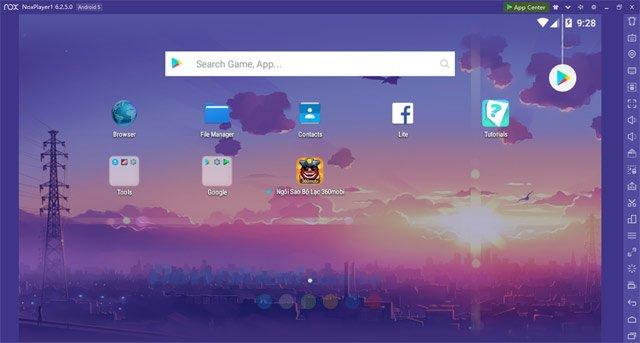 nox NoxPlayer1 6.2.5.0 Android 5 App Center
9:28
Search Game, App...
Browser File Manager Contacts Lite Tutorials
Tools Google Ngôi Sao Bộ Lạc 360mobi